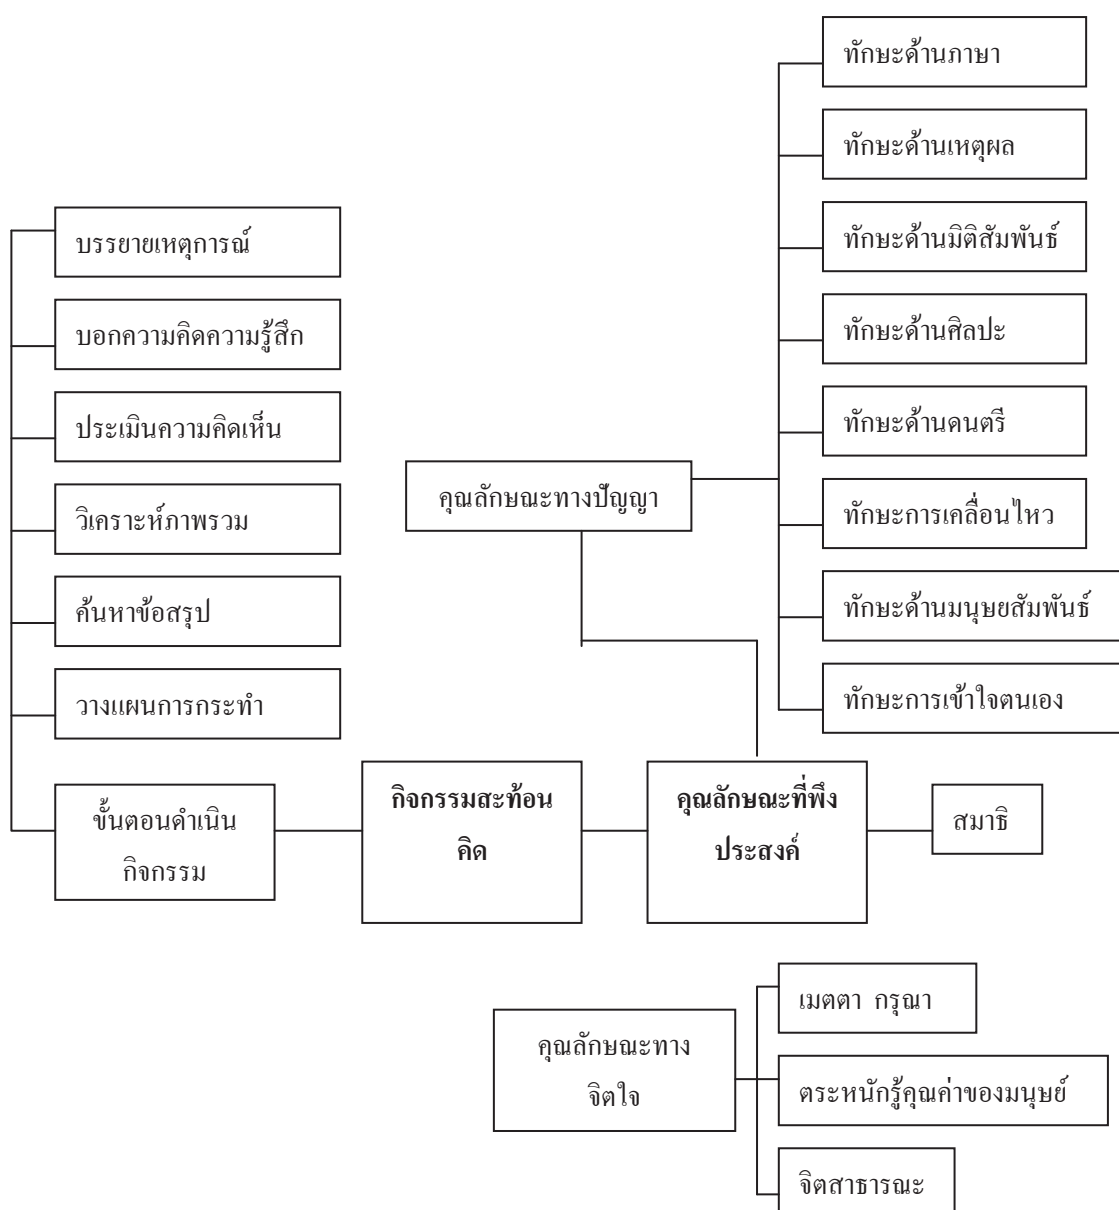 ทักษะด้านภาษา
ทักษะด้านเหตุผล
ทักษะด้านมิติสัมพันธ์
ทักษะด้านศิลปะ
ทักษะด้านดนตรี
ทักษะการเคลื่อนไหว
ทักษะด้านมนุษยสัมพันธ์
ทักษะการเข้าใจตนเอง
บรรยายเหตุการณ์
บอกความคิดความรู้สึก
ประเมินความคิดเห็น
วิเคราะห์ภาพรวม
ค้นหาข้อสรุป
วางแผนการกระทำ
คุณลักษณะทางปัญญา
ขั้นตอนดำเนิน
กิจกรรม
กิจกรรมสะท้อน
คิด
คุณลักษณะที่พึง
ประสงค์
สมาธิ
คุณลักษณะทาง
จิตใจ
เมตตา กรุณา
ตระหนักรู้คุณค่าของมนุษย์
จิตสาธารณะ